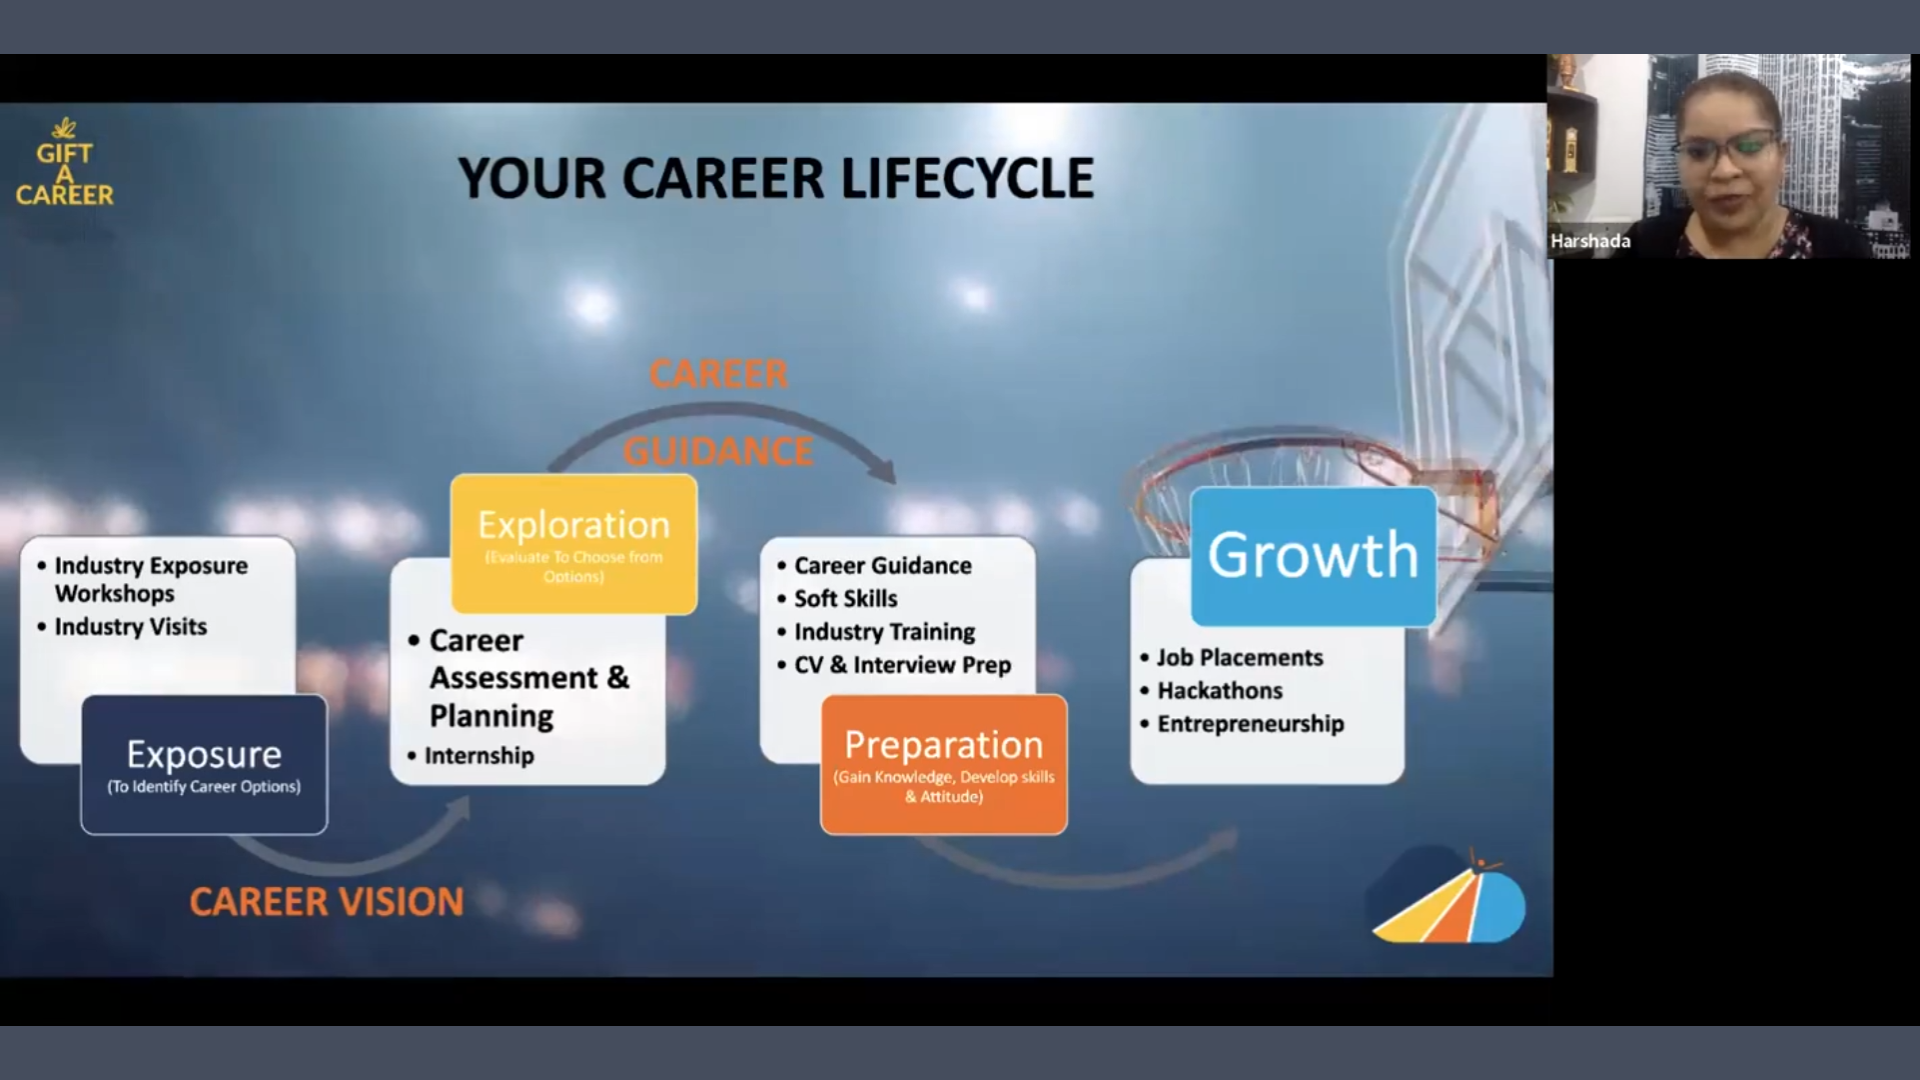 GIFT
A
CAREER
YOUR CAREER LIFECYCLE
Harshada
CAREER
GUIDANCE
• Industry Exposure
Workshops
• Industry Visits
Exposure
(To Identify Career Options)
CAREER VISION
Exploration
(Evaluate To Choose from
Options)
• Career
Assessment &
Planning
• Internship
• Career Guidance
• Soft Skills
• Industry Training
• CV & Interview Prep
Preparation
(Gain Knowledge, Develop skills
& Attitude)
Growth
• Job Placements
• Hackathons
• Entrepreneurship